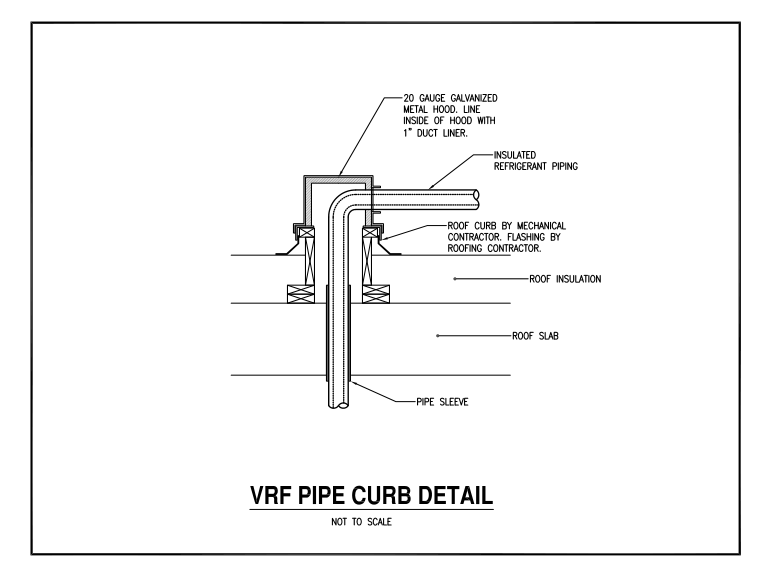 20 GAUGE GALVANIZED
METAL HOOD. LINE
INSIDE OF HOOD WITH
1" DUCT LINER.
INSULATED
REFRIGERANT PIPING
ROOF CURB BY MECHANICAL
CONTRACTOR. FLASHING BY
ROOFING CONTRACTOR.
ROOF INSULATION
ROOF SLAB
PIPE SLEEVE
VRF PIPE CURB DETAIL
NOT TO SCALE